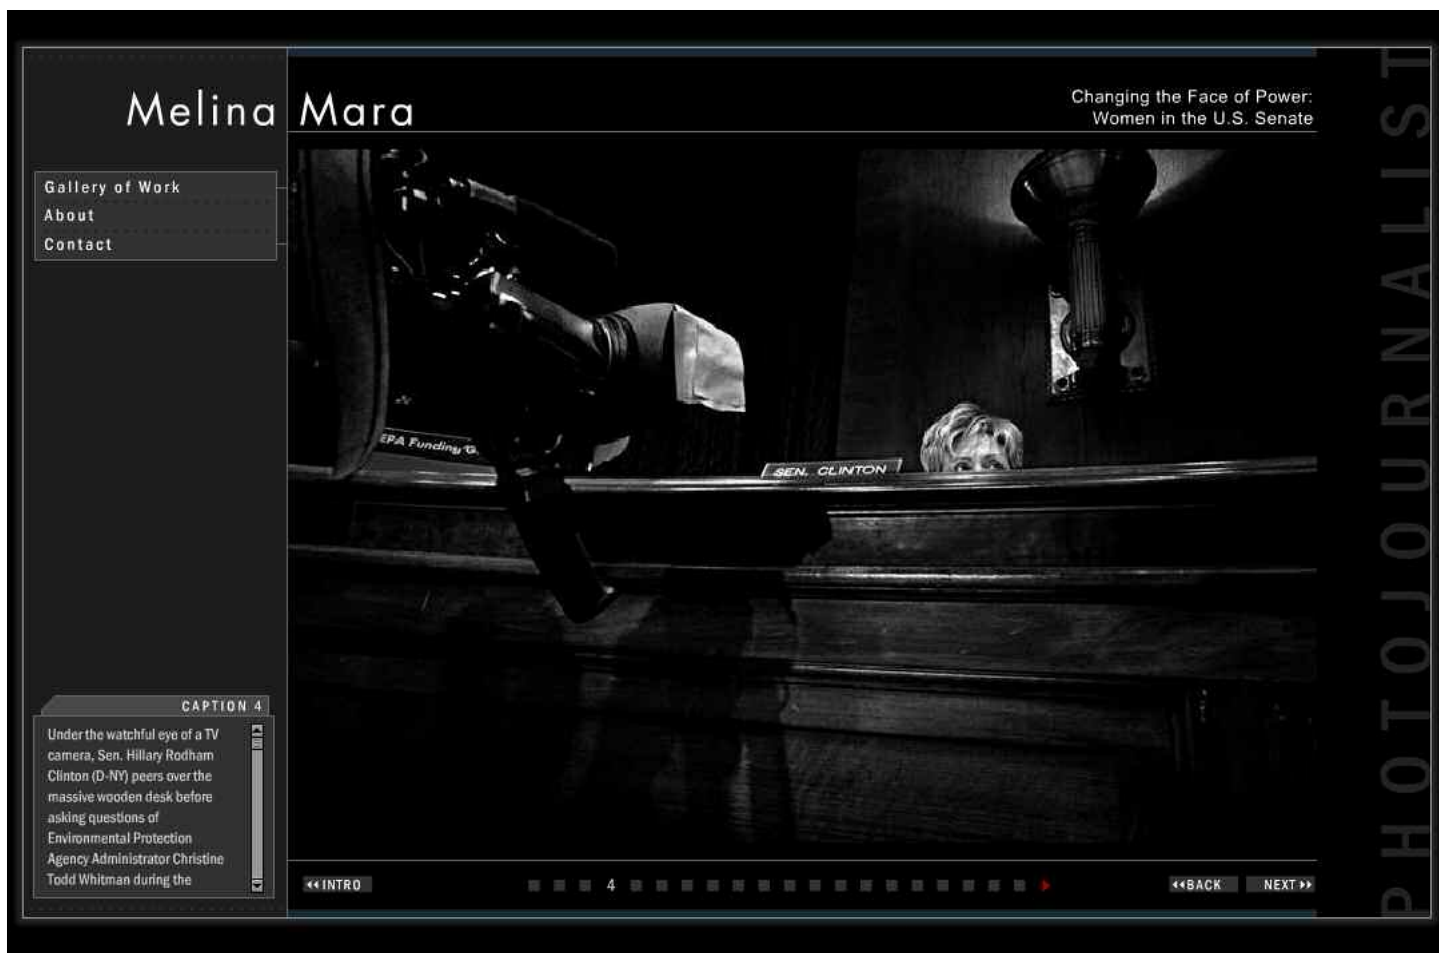 Melina Mara
Changing the Face of Power:
Women in the U.S. Senate
Gallery of Work
About
Contact
EPA Funding
SEN. CLINTON
CAPTION 4
Under the watchful eye of a TV
camera, Sen. Hillary Rodham
Clinton (D-NY) peers over the
massive wooden desk before
asking questions of
Environmental Protection
Agency Administrator Christine
Todd Whitman during the
INTRO
4
BACK
NEXT
PHOTOJOURNALIST